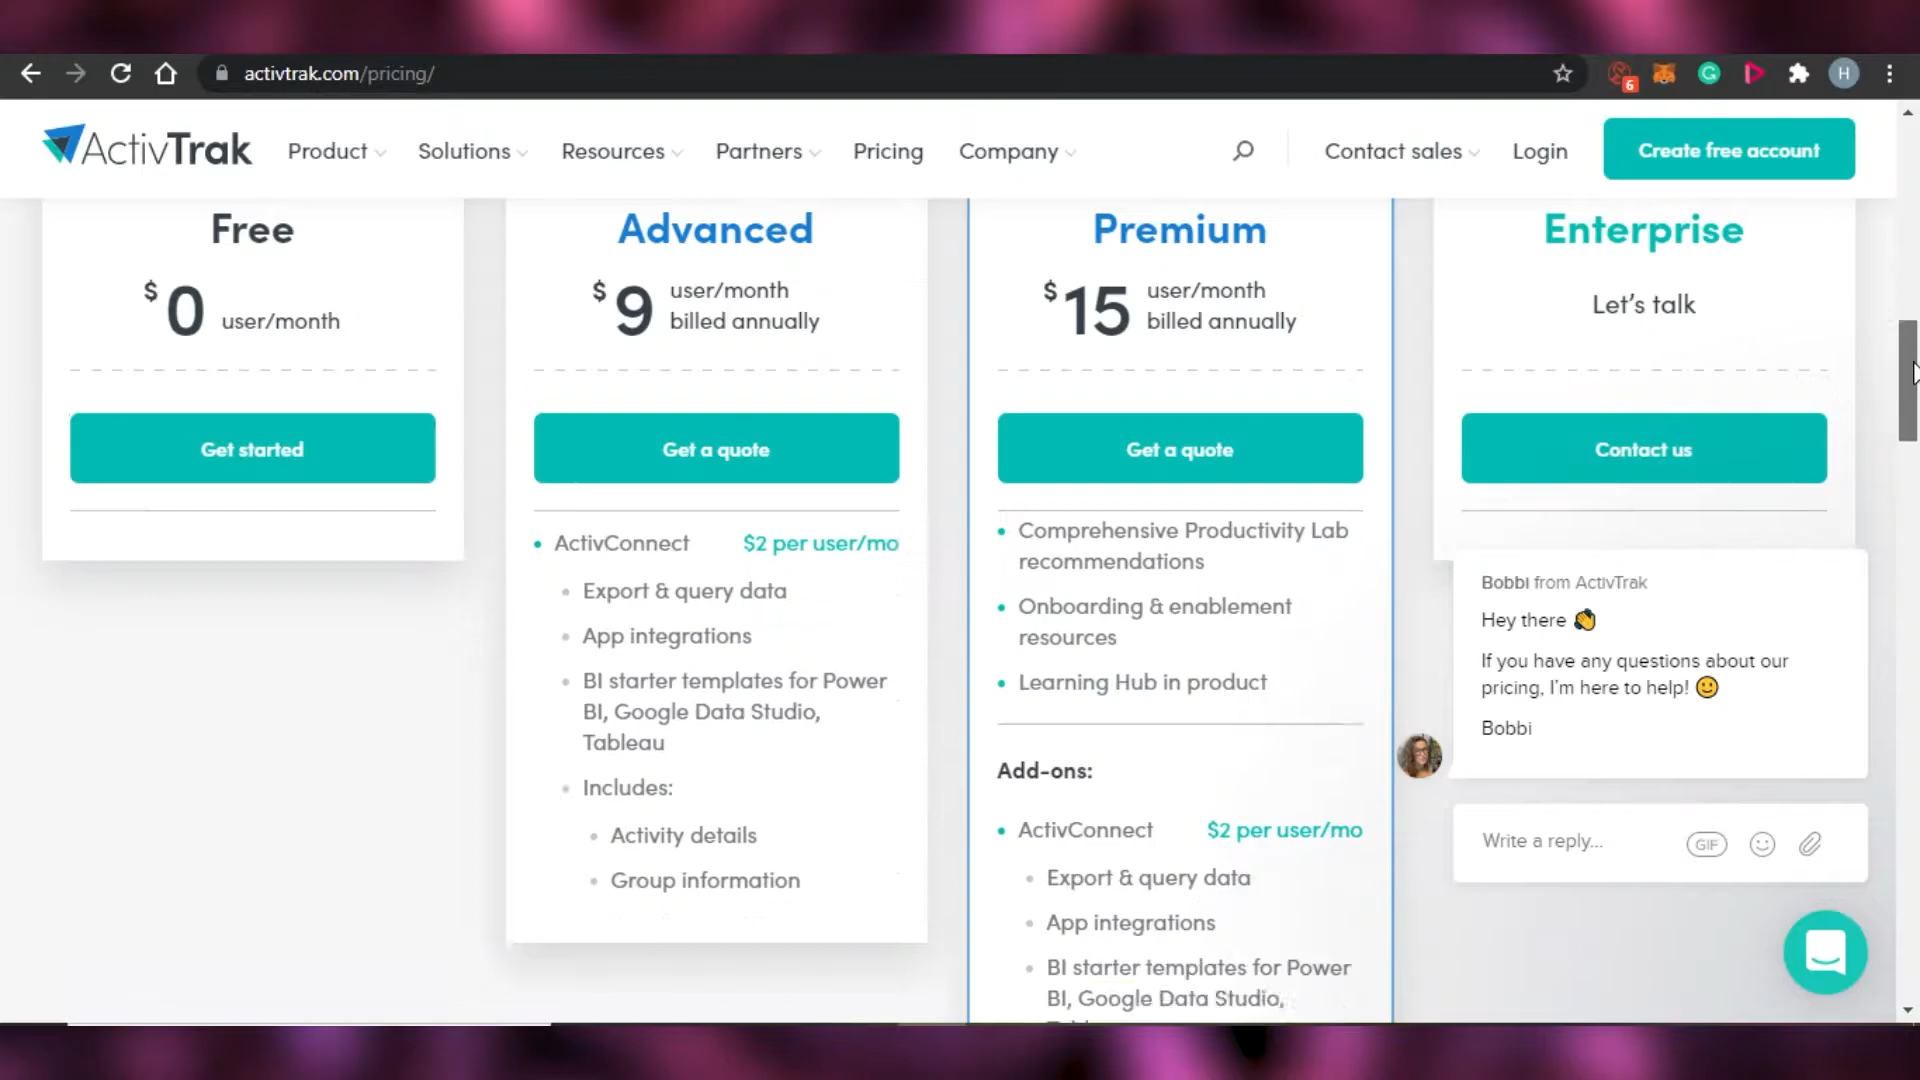 activtrak.com/pricing/
6
H
ActivTrak
Product
Solutions
Resources
Partners
Pricing
Company
Contact sales
Login
Create free account
Free
$0 user/month
Get started
Advanced
$9 user/month
billed annually
Get a quote
ActivConnect $2 per user/mo
Export & query data
App integrations
BI starter templates for Power
BI, Google Data Studio,
Tableau
Includes:
Activity details
Group information
Premium
$15 user/month
billed annually
Get a quote
Comprehensive Productivity Lab
recommendations
Onboarding & enablement
resources
Learning Hub in product
Add-ons:
ActivConnect $2 per user/mo
Export & query data
App integrations
BI starter templates for Power
BI, Google Data Studio,
Enterprise
Let's talk
Contact us
Bobbi from ActivTrak
Hey there 👋
If you have any questions about our
pricing, I'm here to help! 🙂
Bobbi
Write a reply...
GIF